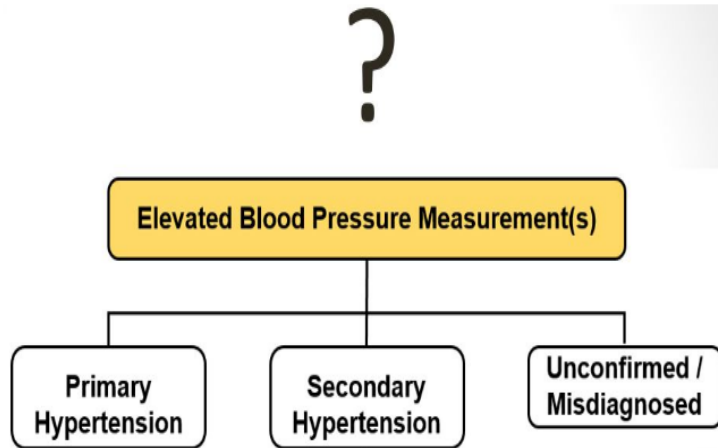 ?
Elevated Blood Pressure Measurement(s)
Primary
Hypertension
Secondary
Hypertension
Unconfirmed /
Misdiagnosed